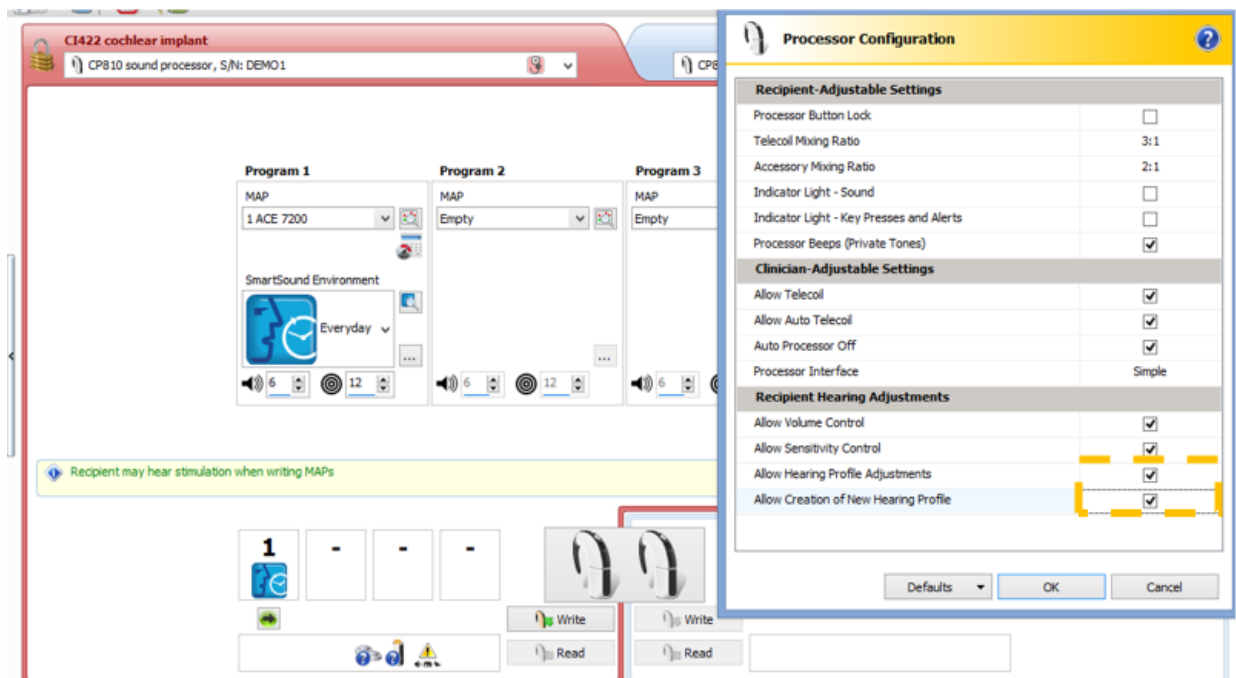 CI422 cochlear implant
CP810 sound processor, S/N: DEMO1
CP8
Program 1
Program 2
Program 3
MAP
MAP
MAP
1 ACE 7200
Empty
Empty
SmartSound Environment
Everyday
...
...
6
12
6
12
6
Recipient may hear stimulation when writing MAPs
1
-
-
-
Write
Write
Read
Read
Processor Configuration
Recipient-Adjustable Settings
Processor Button Lock
Telecoil Mixing Ratio 3:1
Accessory Mixing Ratio 2:1
Indicator Light - Sound
Indicator Light - Key Presses and Alerts
Processor Beeps (Private Tones)
Clinician-Adjustable Settings
Allow Telecoil
Allow Auto Telecoil
Auto Processor Off
Processor Interface Simple
Recipient Hearing Adjustments
Allow Volume Control
Allow Sensitivity Control
Allow Hearing Profile Adjustments
Allow Creation of New Hearing Profile
Defaults
OK
Cancel